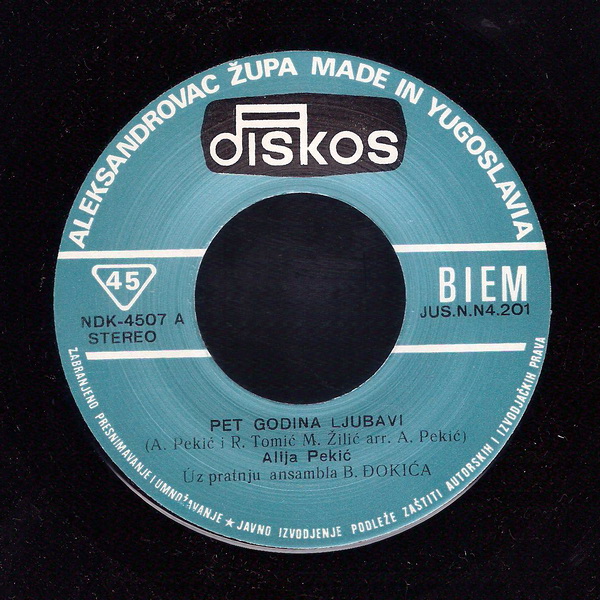 ALEKSANDROVAC ŽUPA MADE IN YUGOSLAVIA
diskos
45
BIEM
NDK-4507 A
JUS.N.N4.201
STEREO
PET GODINA LJUBAVI
(A. Pekić i R. Tomić M. Žilić arr. A. Pekić)
Alija Pekić
Uz pratnju ansambla B. ĐOKIĆA
ZABRANJENO PRESNIMAVANJE I UMNOŽAVANJE ★ JAVNO IZVODJENJE PODLEŽE ZAŠTITI AUTORSKIH I IZVODJAČKIH PRAVA